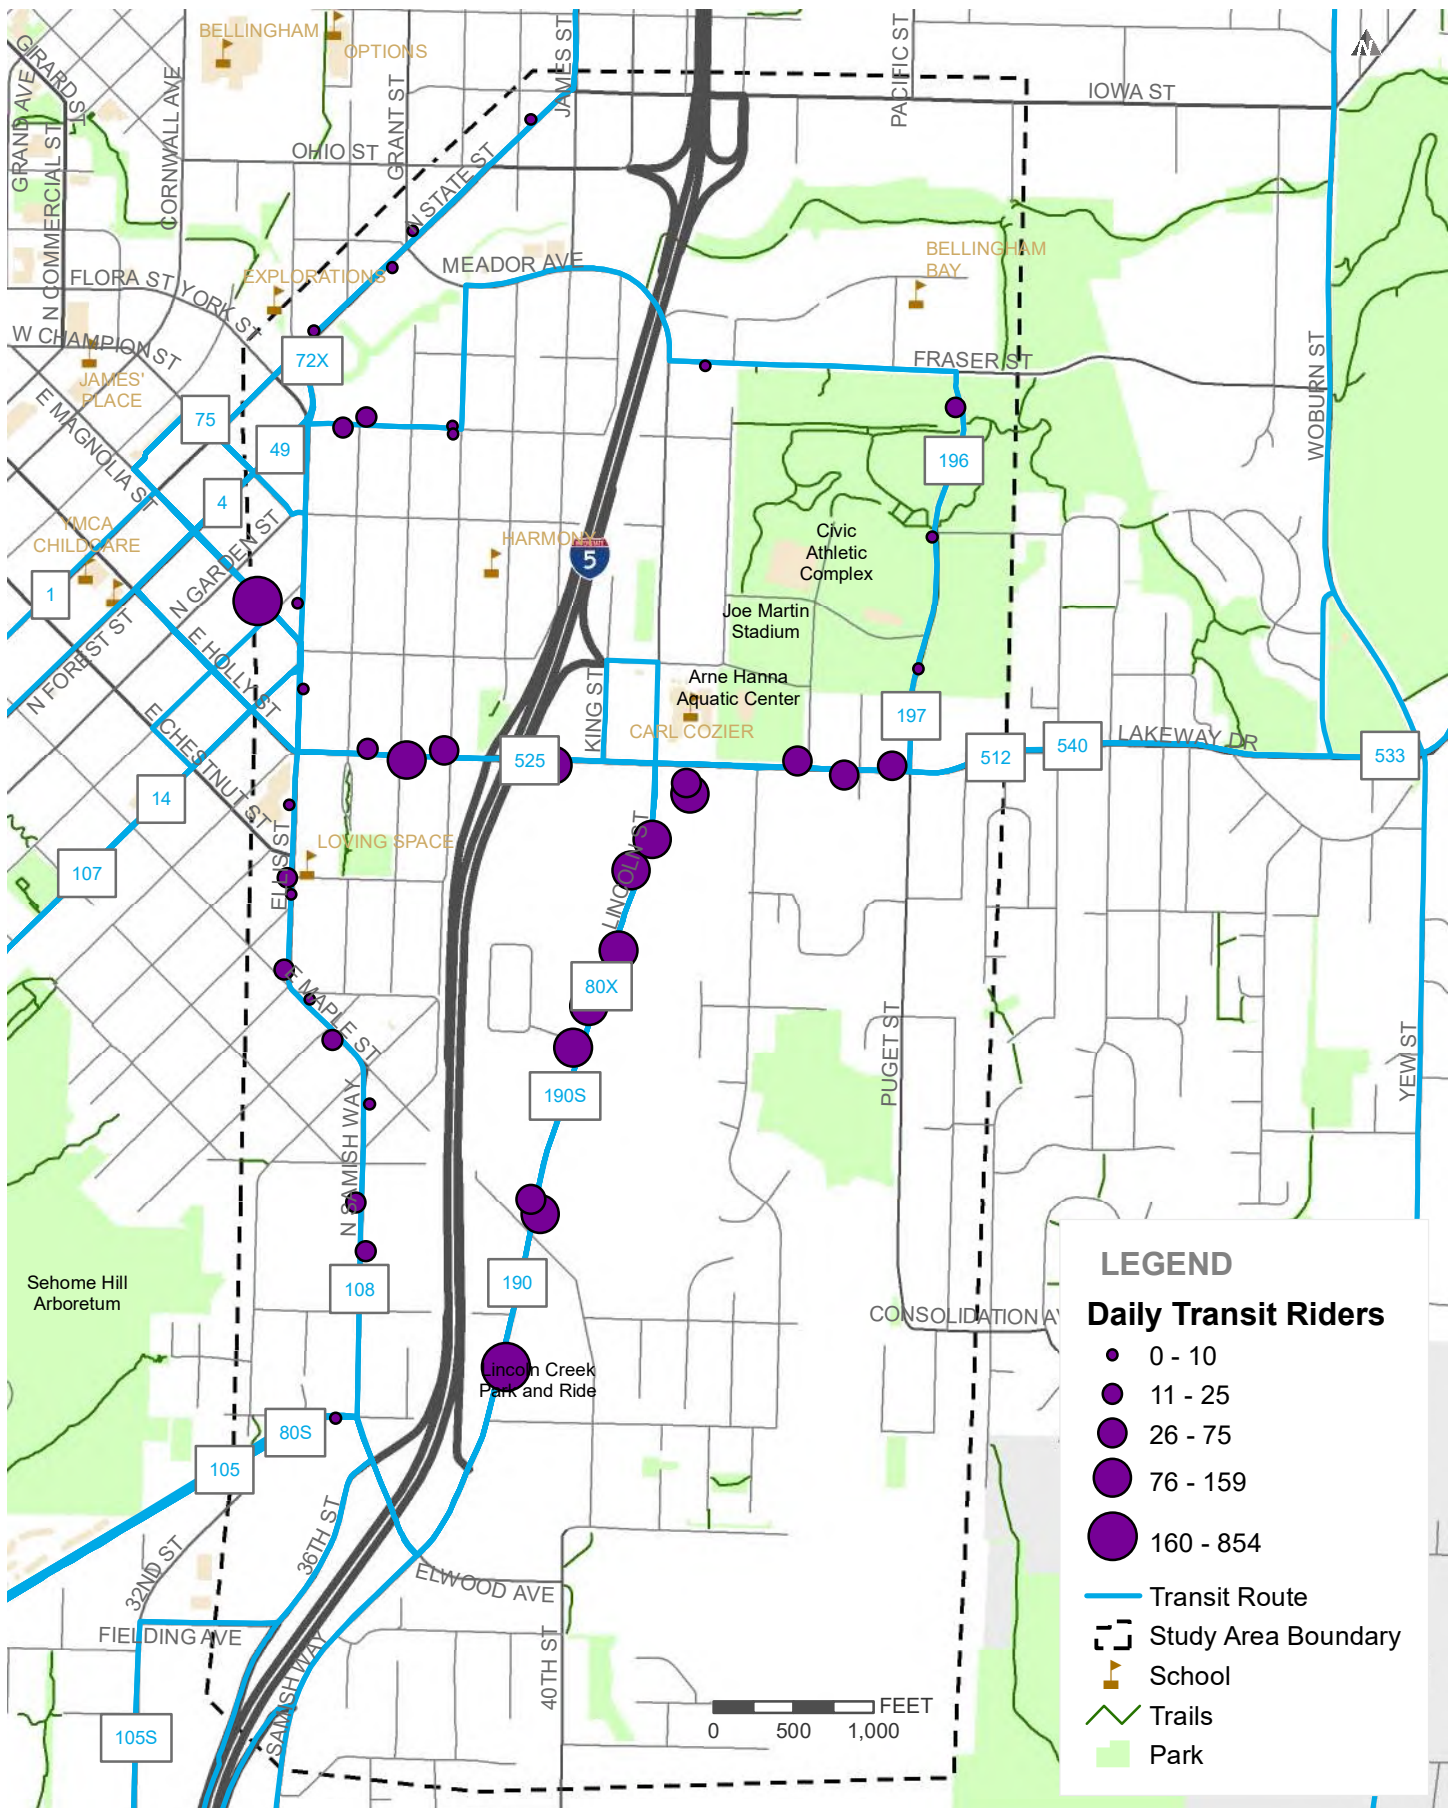 BELLINGHAM
OPTIONS
GIRARD ST
GRAND AVE
N COMMERCIAL ST
CORNWALL AVE
GRANT ST
JAMES ST
PACIFIC ST
N
IOWA ST
OHIO ST
N STATE ST
MEADOR AVE
BELLINGHAM
BAY
FLORA ST
YORK ST
EXPLORATIONS
W CHAMPION ST
JAMES'
PLACE
72X
FRASER ST
WOBURN ST
E MAGNOLIA ST
75
49
4
196
YMCA
CHILDCARE
HARMONY
INTERSTATE
5
Civic
Athletic
Complex
1
N GARDEN ST
N FOREST ST
E HOLLY ST
Joe Martin
Stadium
Arne Hanna
Aquatic Center
KING ST
CARL COZIER
197
E CHESTNUT ST
525
512
540
LAKEWAY DR
533
14
107
ELLIS ST
LOVING SPACE
LINCOLN ST
80X
E MAPLE ST
190S
PUGET ST
YEW ST
N SAMISH WAY
Sehome Hill
Arboretum
108
190
CONSOLIDATION AV
Lincoln Creek
Park and Ride
80S
105
36TH ST
32ND ST
ELWOOD AVE
FIELDING AVE
SAMISH WAY
40TH ST
105S
FEET
0 500 1,000
LEGEND
Daily Transit Riders
0 - 10
11 - 25
26 - 75
76 - 159
160 - 854
Transit Route
Study Area Boundary
School
Trails
Park